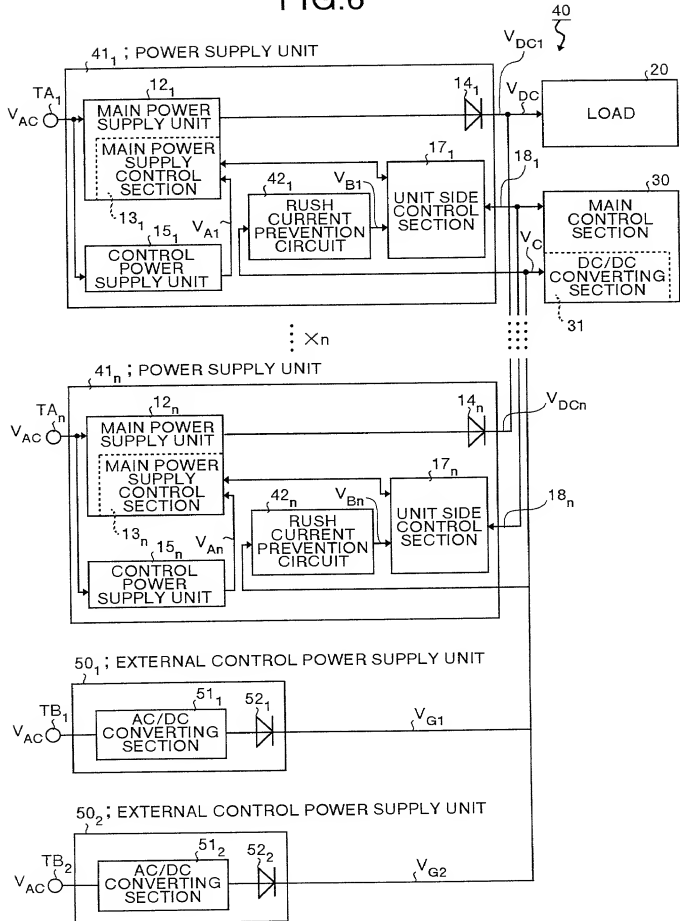 FIG.6
40
41₁ ; POWER SUPPLY UNIT
V_DC1
TA₁
V_AC
12₁
MAIN POWER
SUPPLY UNIT
MAIN POWER
SUPPLY
CONTROL
SECTION
13₁
14₁
V_DC
20
LOAD
15₁
CONTROL
POWER
SUPPLY UNIT
V_A1
42₁
RUSH
CURRENT
PREVENTION
CIRCUIT
V_B1
17₁
UNIT SIDE
CONTROL
SECTION
18₁
30
MAIN
CONTROL
SECTION
V_C
DC/DC
CONVERTING
SECTION
31
×n
41ₙ ; POWER SUPPLY UNIT
TAₙ
V_AC
12ₙ
MAIN POWER
SUPPLY UNIT
MAIN POWER
SUPPLY
CONTROL
SECTION
13ₙ
14ₙ
V_DCn
15ₙ
CONTROL
POWER
SUPPLY UNIT
V_An
42ₙ
RUSH
CURRENT
PREVENTION
CIRCUIT
V_Bn
17ₙ
UNIT SIDE
CONTROL
SECTION
18ₙ
50₁ ; EXTERNAL CONTROL POWER SUPPLY UNIT
TB₁
V_AC
51₁
AC/DC
CONVERTING
SECTION
52₁
V_G1
50₂ ; EXTERNAL CONTROL POWER SUPPLY UNIT
TB₂
V_AC
51₂
AC/DC
CONVERTING
SECTION
52₂
V_G2